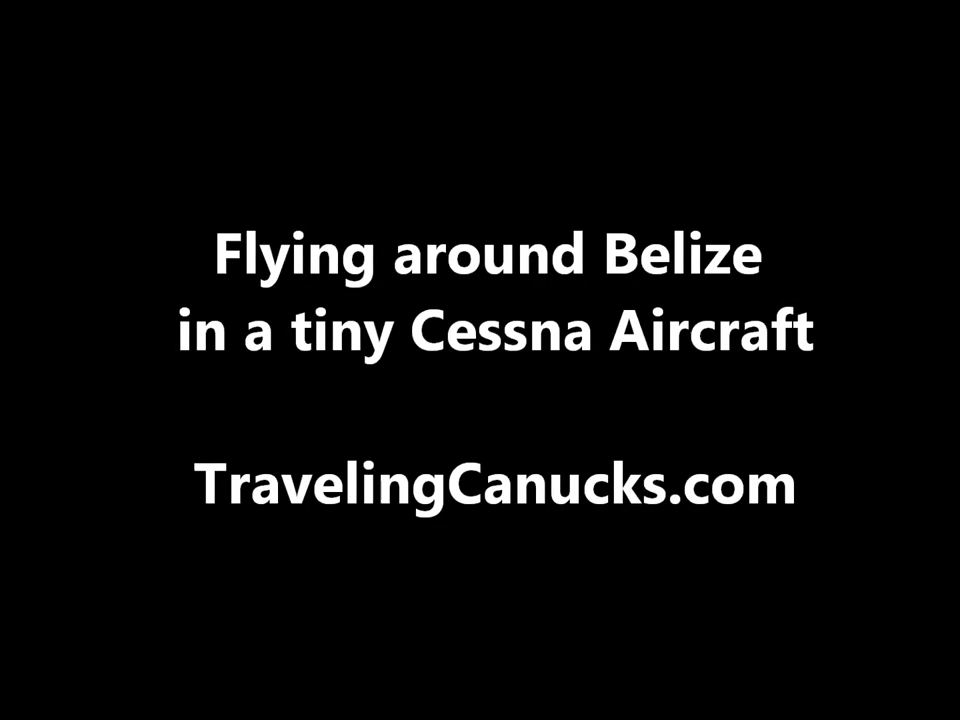 Flying around Belize
in a tiny Cessna Aircraft
TravelingCanucks.com